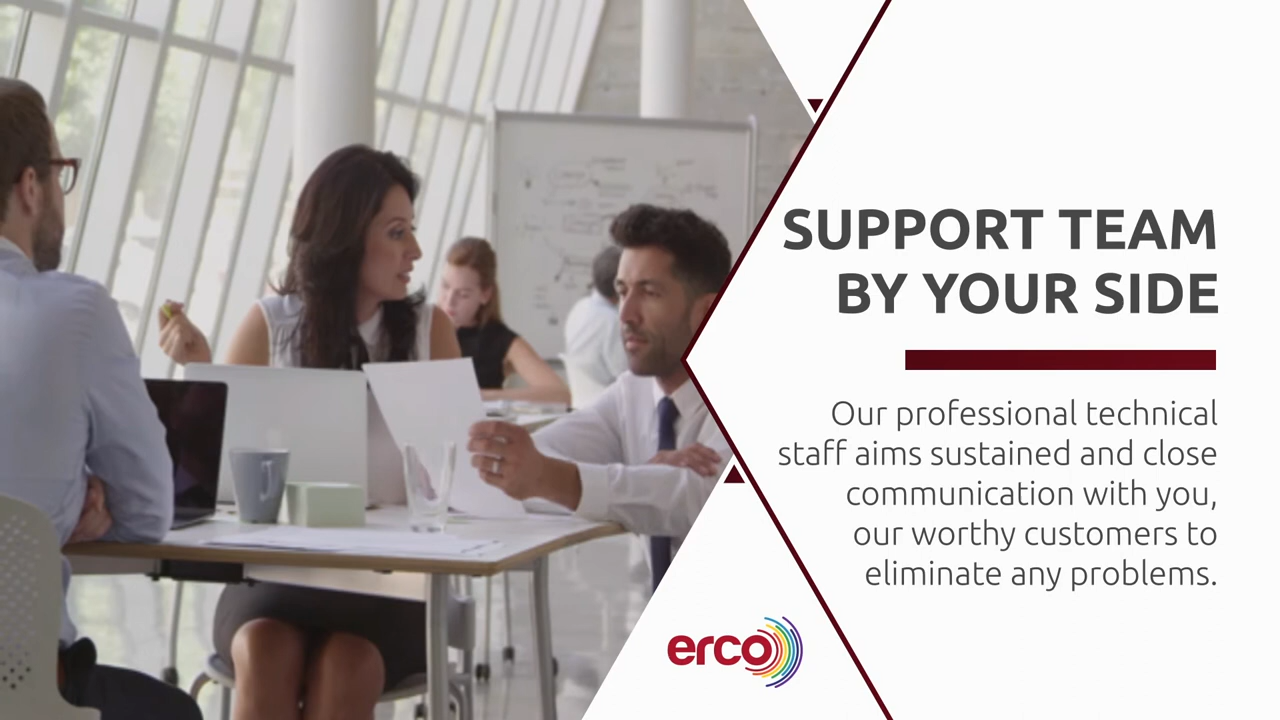 SUPPORT TEAM
BY YOUR SIDE
Our professional technical
staff aims sustained and close
communication with you,
our worthy customers to
eliminate any problems.
erco